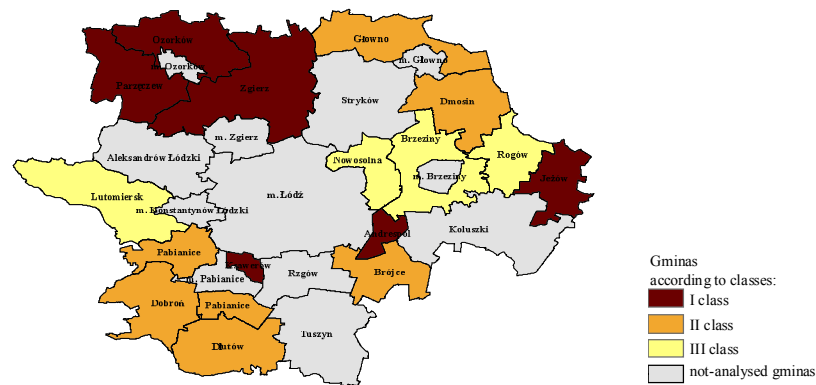 Ozorków
m. Ozorków
Głowno
m. Głowno
Parzęczew
Zgierz
Stryków
Dmosin
m. Zgierz
Brzeziny
Aleksandrów Łódzki
Nowosolna
Rogów
m. Brzeziny
Jeżów
Lutomiersk
m.Łódź
m. Konstantynów Łódzki
Andrespol
Koluszki
Pabianice
Ksawerów
m. Pabianice
Rzgów
Brójce
Dobroń
Pabianice
Tuszyn
Dłutów
Gminas
according to classes:
I class
II class
III class
not-analysed gminas